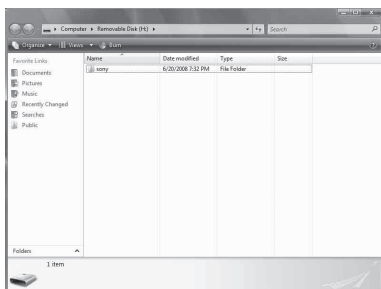 Computer ▸ Removable Disk (H:) ▸
Search
Organize Views Burn
Favorite Links
Documents
Pictures
Music
Recently Changed
Searches
Public
Name Date modified Type Size
sony 6/20/2008 7:32 PM File Folder
Folders
1 item